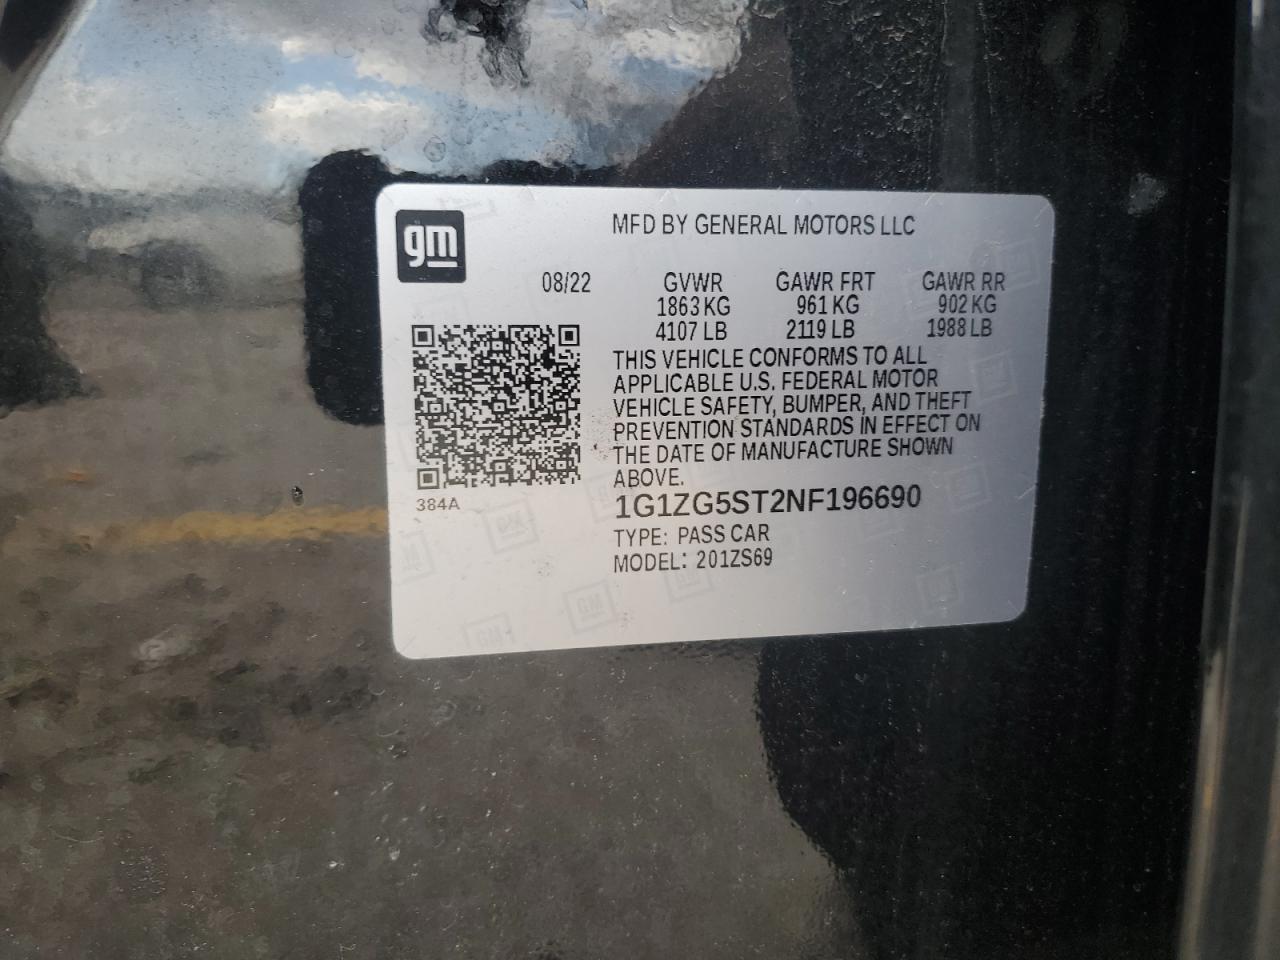 gm
MFD BY GENERAL MOTORS LLC
08/22 GVWR GAWR FRT GAWR RR
1863 KG 961 KG 902 KG
4107 LB 2119 LB 1988 LB
THIS VEHICLE CONFORMS TO ALL
APPLICABLE U.S. FEDERAL MOTOR
VEHICLE SAFETY, BUMPER, AND THEFT
PREVENTION STANDARDS IN EFFECT ON
THE DATE OF MANUFACTURE SHOWN
ABOVE.
384A
1G1ZG5ST2NF196690
TYPE: PASS CAR
MODEL: 201ZS69